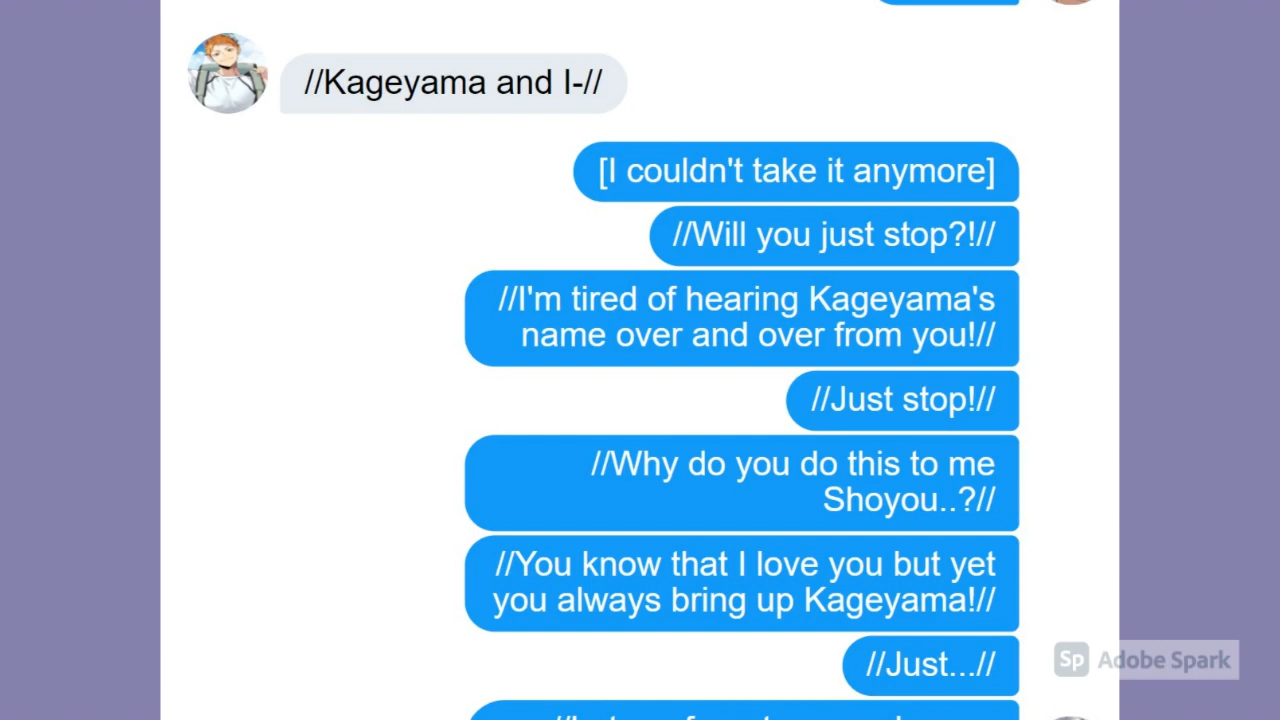 //Kageyama and I-//
[I couldn't take it anymore]
//Will you just stop?!//
//I'm tired of hearing Kageyama's
name over and over from you!//
//Just stop!//
//Why do you do this to me
Shoyou..?//
//You know that I love you but yet
you always bring up Kageyama!//
//Just...//
Sp Adobe Spark